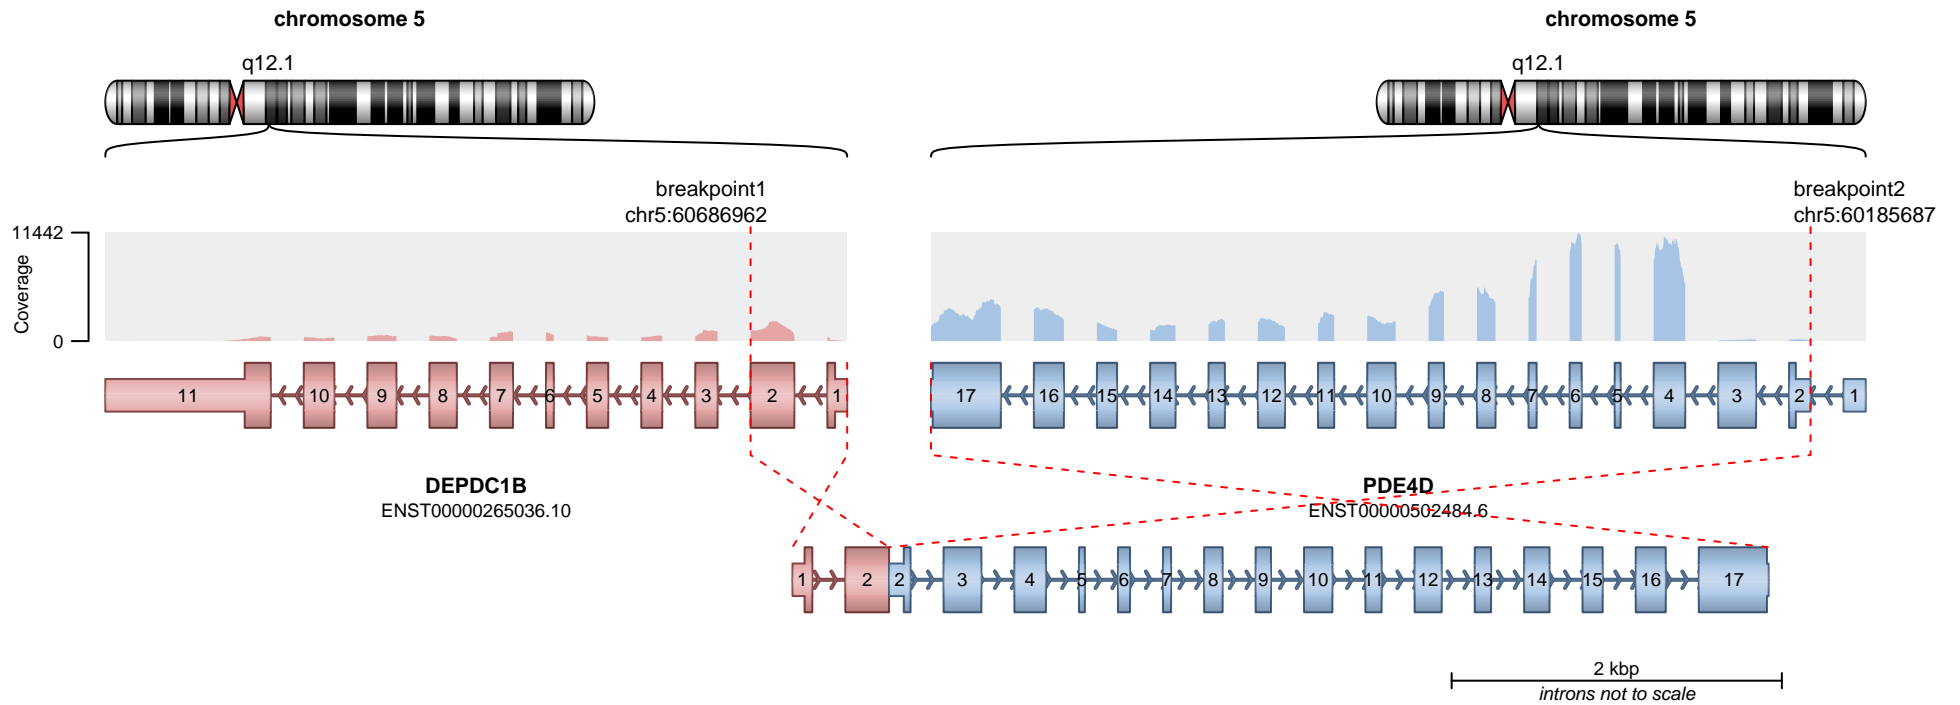 chromosome 5
chromosome 5
q12.1
q12.1
breakpoint1
chr5:60686962
breakpoint2
chr5:60185687
11442
Coverage
0
11 10 9 8 7 6 5 4 3 2 1
17 16 15 14 13 12 11 10 9 8 7 6 5 4 3 2 1
DEPDC1B
ENST00000265036.10
PDE4D
ENST00000502484.6
1 2 2 3 4 5 6 7 8 9 10 11 12 13 14 15 16 17
2 kbp
introns not to scale